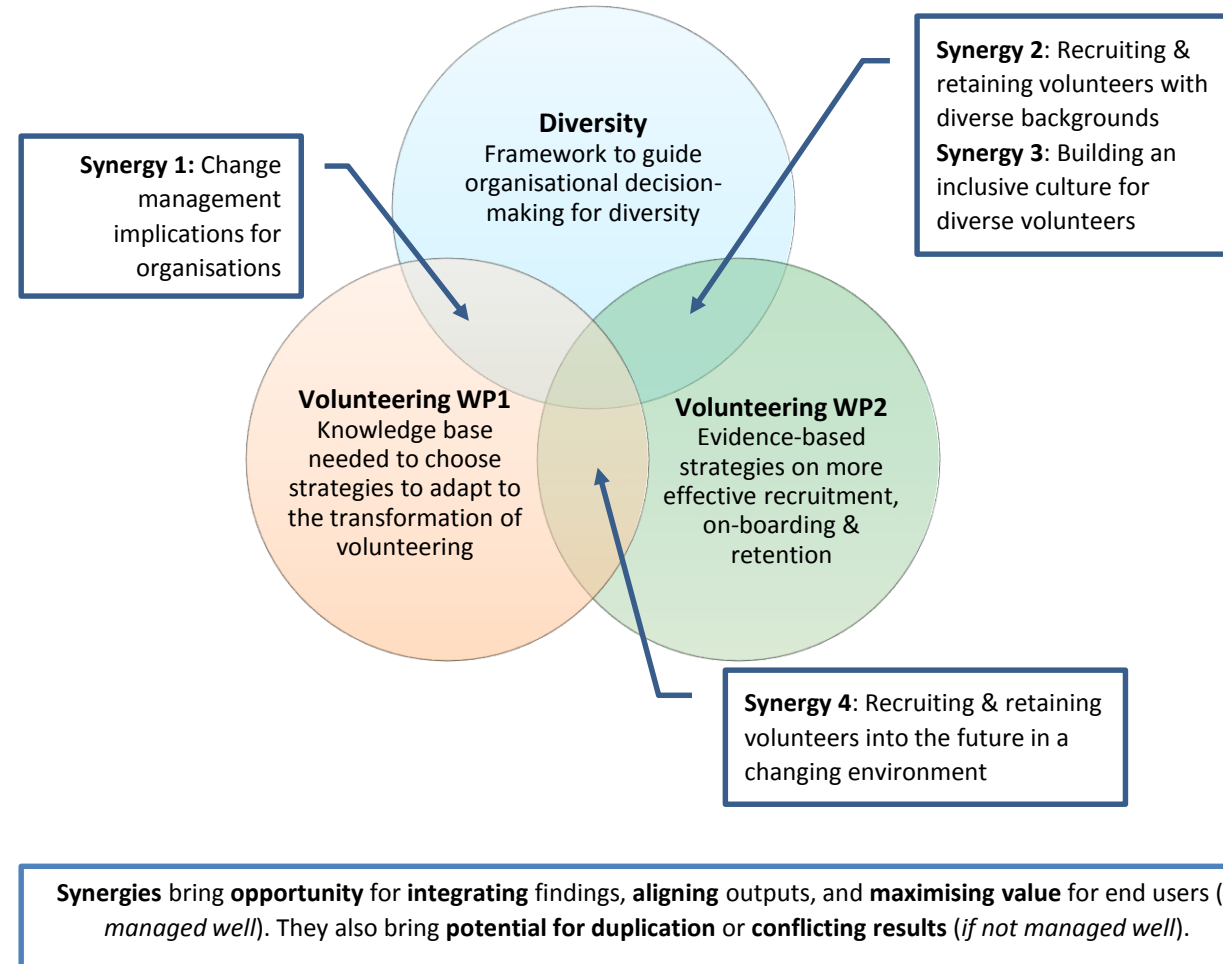 Synergy 1: Change
management
implications for
organisations
Diversity
Framework to guide
organisational decision-
making for diversity
Synergy 2: Recruiting &
retaining volunteers with
diverse backgrounds
Synergy 3: Building an
inclusive culture for
diverse volunteers
Volunteering WP1
Knowledge base
needed to choose
strategies to adapt to
the transformation of
volunteering
Volunteering WP2
Evidence-based
strategies on more
effective recruitment,
on-boarding &
retention
Synergy 4: Recruiting & retaining
volunteers into the future in a
changing environment
Synergies bring opportunity for integrating findings, aligning outputs, and maximising value for end users (
managed well). They also bring potential for duplication or conflicting results (if not managed well).